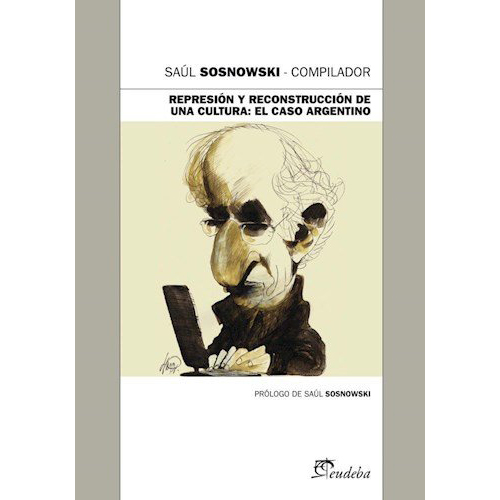 SAÚL SOSNOWSKI - COMPILADOR
REPRESIÓN Y RECONSTRUCCIÓN DE
UNA CULTURA: EL CASO ARGENTINO
PRÓLOGO DE SAÚL SOSNOWSKI
eudeba